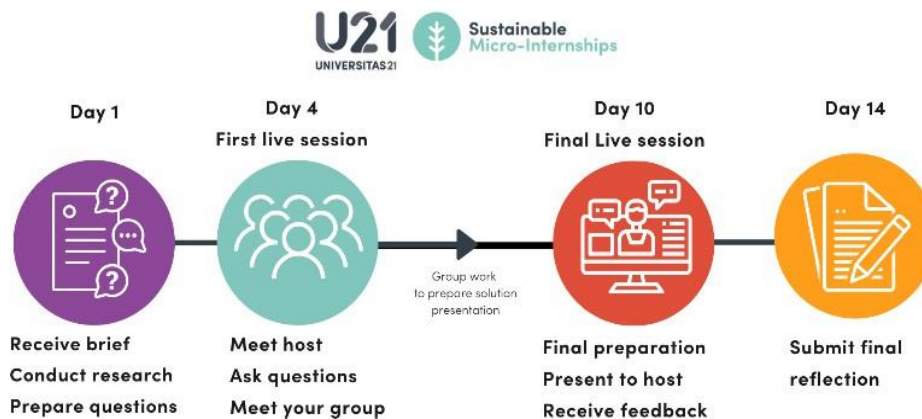 U21
UNIVERSITAS 21
Sustainable
Micro-Internships
Day 1
Day 4
First live session
Day 10
Final Live session
Day 14
?
?
Group work
to prepare solution
presentation
Receive brief
Conduct research
Prepare questions
Meet host
Ask questions
Meet your group
Final preparation
Present to host
Receive feedback
Submit final
reflection